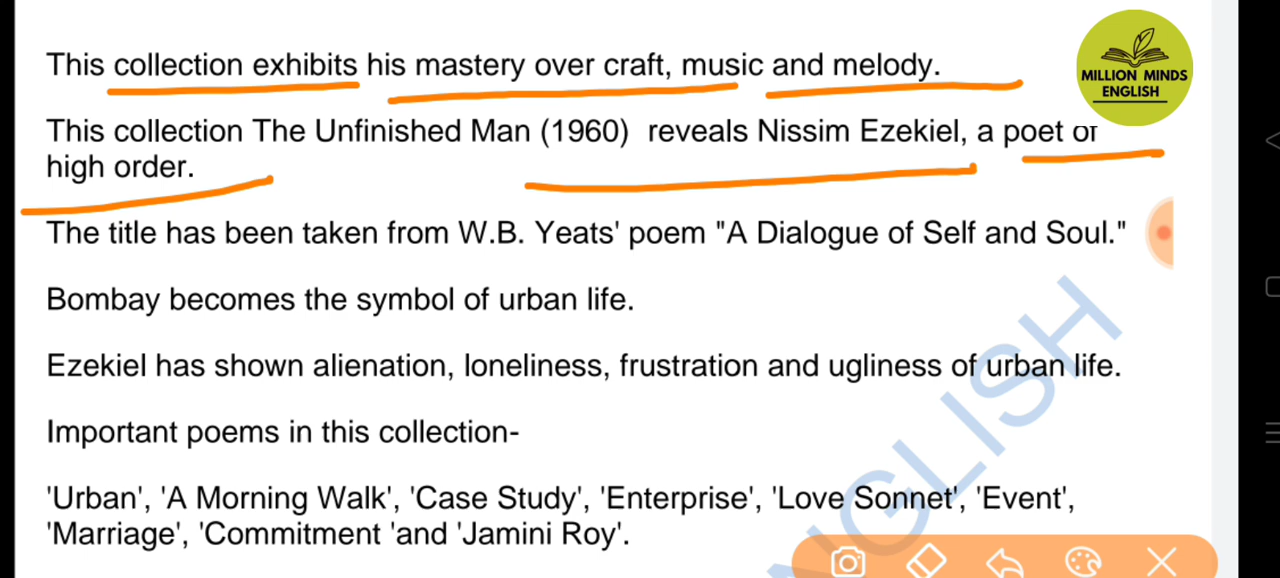 This collection exhibits his mastery over craft, music and melody.
MILLION MINDS
ENGLISH
This collection The Unfinished Man (1960) reveals Nissim Ezekiel, a poet of
high order.
The title has been taken from W.B. Yeats' poem "A Dialogue of Self and Soul."
Bombay becomes the symbol of urban life.
Ezekiel has shown alienation, loneliness, frustration and ugliness of urban life.
Important poems in this collection-
'Urban', 'A Morning Walk', 'Case Study', 'Enterprise', 'Love Sonnet', 'Event',
'Marriage', 'Commitment 'and 'Jamini Roy'.